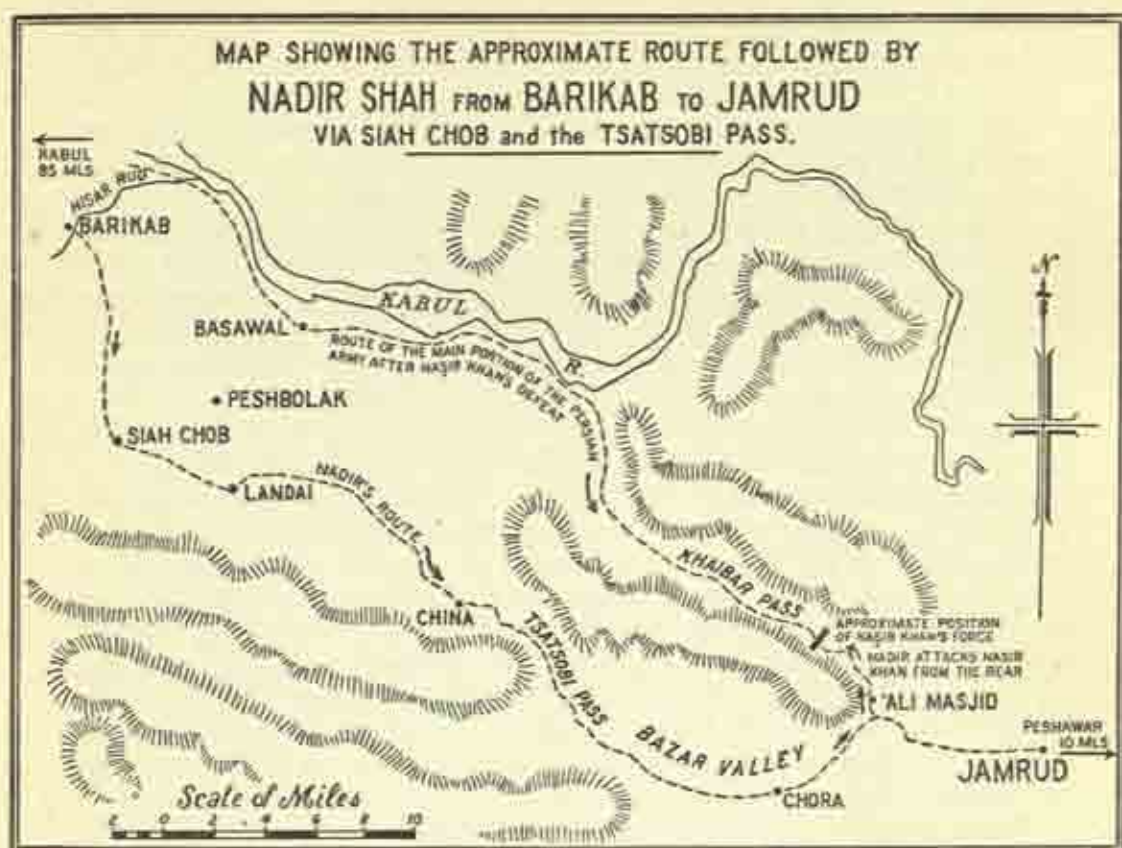 MAP SHOWING THE APPROXIMATE ROUTE FOLLOWED BY
NADIR SHAH FROM BARIKAB TO JAMRUD
VIA SIAH CHOB and the TSATSOBI PASS.
KABUL
85 MLS
HISAR RUD
BARIKAB
N
KABUL R.
BASAWAL
ROUTE OF THE MAIN PORTION OF THE PERSIAN
ARMY AFTER NASIR KHAN'S DEFEAT
PESHBOLAK
SIAH CHOB
LANDAI
NADIR'S ROUTE
KHAIBAR PASS
CHINA
TSATSOBI PASS
APPROXIMATE POSITION
OF NASIR KHAN'S FORCE
NADIR ATTACKS NASIR
KHAN FROM THE REAR
'ALI MASJID
BAZAR VALLEY
PESHAWAR
10 MLS
JAMRUD
CHORA
Scale of Miles
2 0 2 4 6 8 10